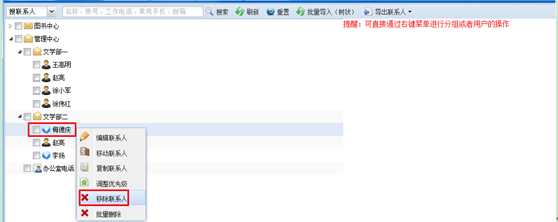 搜联系人 名称、账号、工作电话、常用手机、邮箱 搜索 刷新 重置 批量导入（树状） 导出联系人
提醒：可直接通过右键菜单进行分组或者用户的操作
图书中心
管理中心
文学部一
王高明
赵亮
徐小军
徐伟红
文学部二
梅德庆
赵亮
李扬
办公室电话
编辑联系人
移动联系人
复制联系人
调整优先级
移除联系人
批量删除